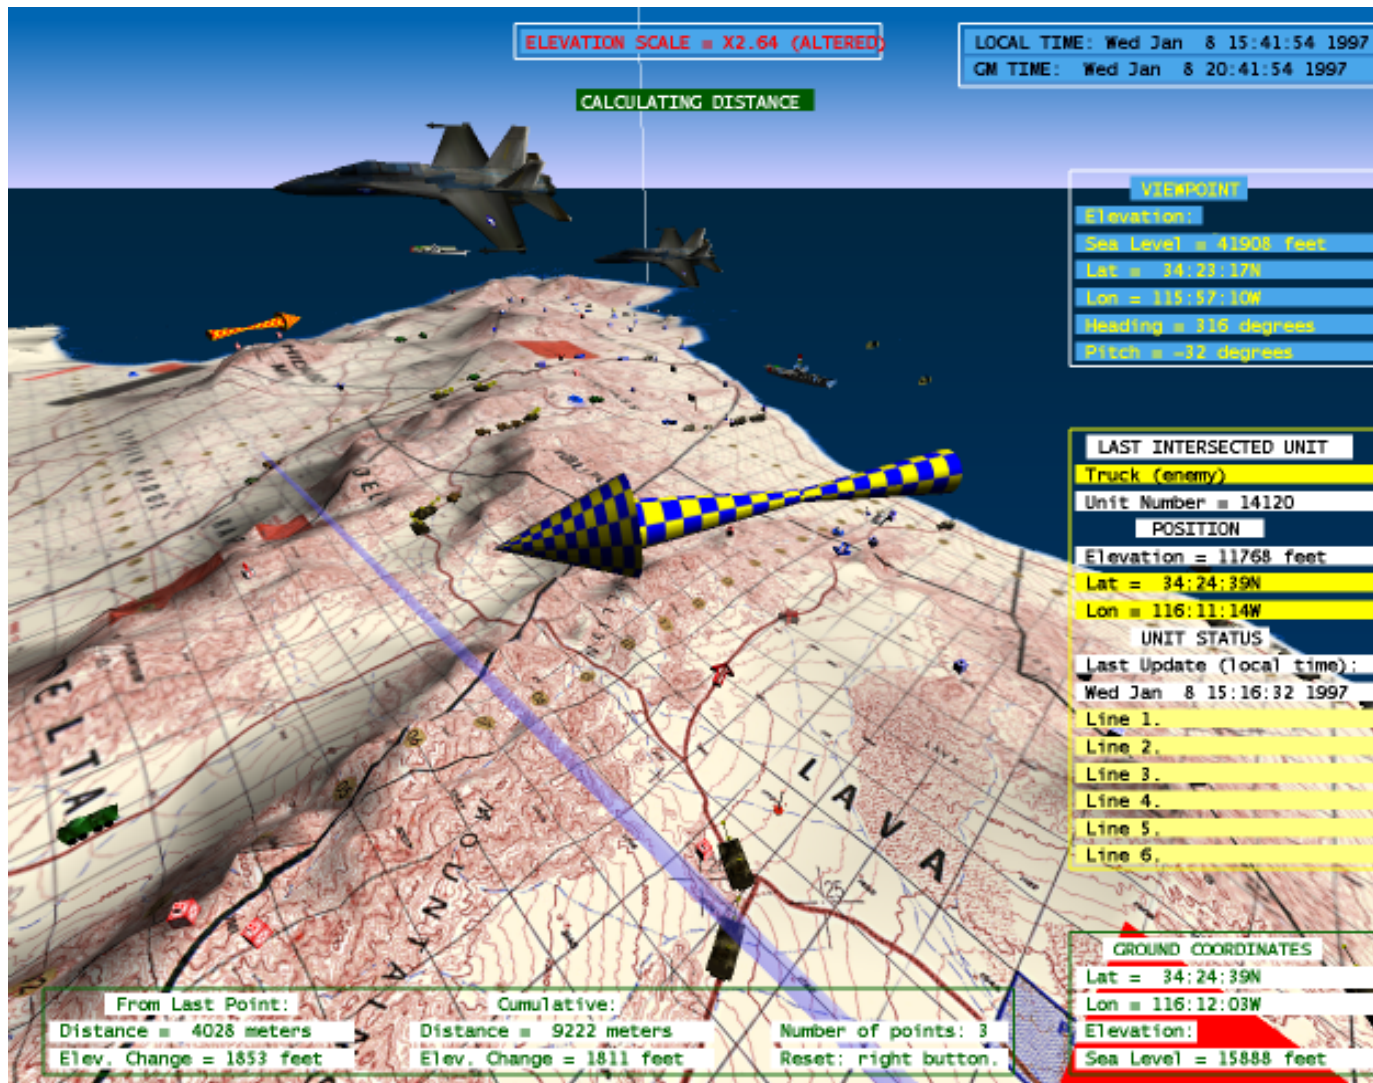 ELEVATION SCALE = X2.64 (ALTERED)
LOCAL TIME: Wed Jan  8 15:41:54 1997
GM TIME:  Wed Jan  8 20:41:54 1997
CALCULATING DISTANCE
VIEWPOINT
Elevation:
Sea Level = 41908 feet
Lat =  34:23:17N
Lon = 115:57:10W
Heading = 316 degrees
Pitch = -32 degrees
LAST INTERSECTED UNIT
Truck (enemy)
Unit Number = 14120
POSITION
Elevation = 11768 feet
Lat =  34:24:39N
Lon = 116:11:14W
UNIT STATUS
Last Update (local time):
Wed Jan  8 15:16:32 1997
Line 1.
Line 2.
Line 3.
Line 4.
Line 5.
Line 6.
ELTA
LAVA
25
MOUNTAI
GROUND COORDINATES
Lat =  34:24:39N
Lon = 116:12:03W
Elevation:
Sea Level = 15888 feet
From Last Point:
Distance =  4028 meters
Elev. Change = 1853 feet
Cumulative:
Distance =  9222 meters
Elev. Change = 1811 feet
Number of points: 3
Reset: right button.